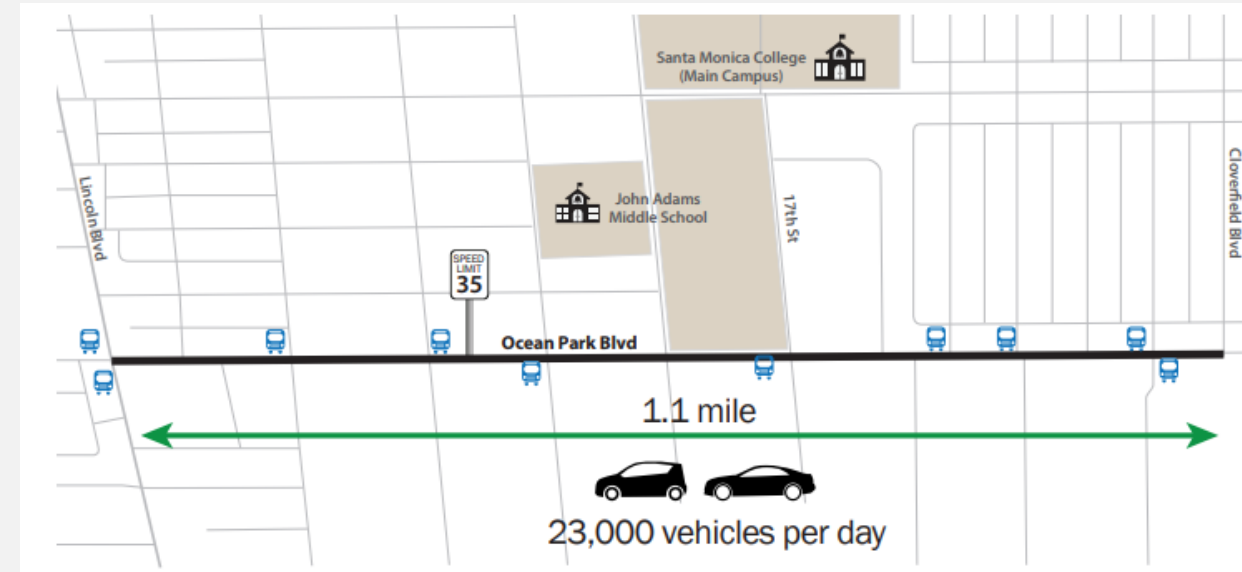 Santa Monica College
(Main Campus)
Lincoln Blvd
John Adams
Middle School
17th St
Cloverfield Blvd
SPEED
LIMIT
35
Ocean Park Blvd
1.1 mile
23,000 vehicles per day